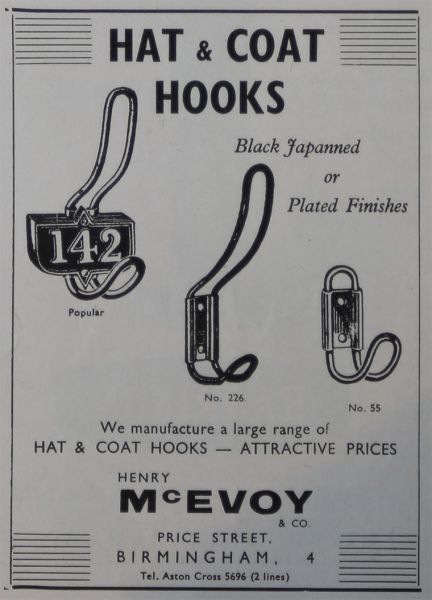 HAT & COAT
HOOKS
Black Japanned
or
Plated Finishes
142
Popular
No. 226.
No. 55
We manufacture a large range of
HAT & COAT HOOKS — ATTRACTIVE PRICES
HENRY
McEVOY
& CO.
PRICE STREET,
BIRMINGHAM, 4
Tel. Aston Cross 5696 (2 lines)